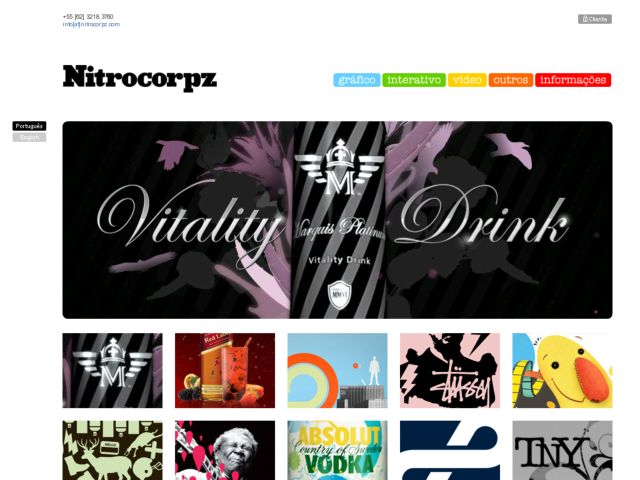 +55 [62] 3218 3760
info[at]nitrocorpz.com
Cliente
Nitrocorpz
gráfico
interativo
vídeo
outros
informações
Português
English
Vitality
Drink
M
Marquis Platinum
Vitality Drink
MMVI
M
Red Label
Stüssy
Nitro
ABSOLUT
Country of Sweden
VODKA
TNY